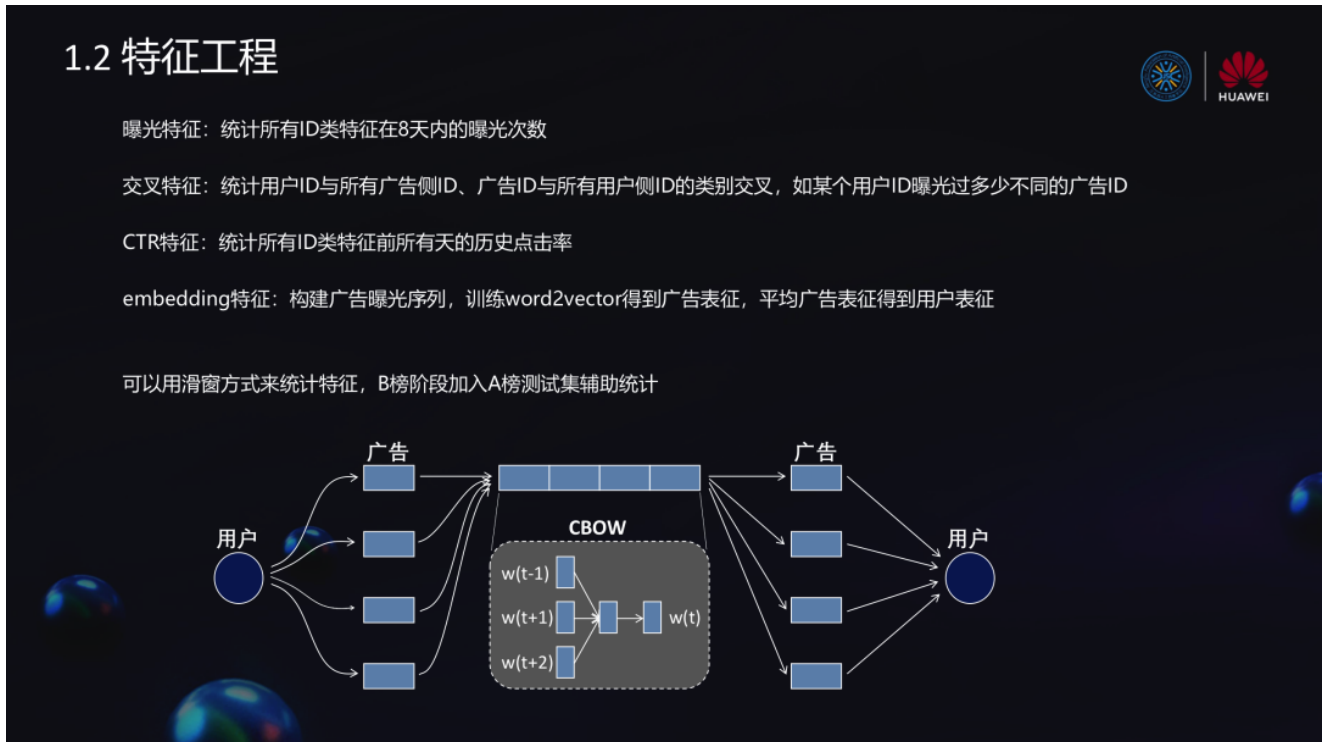 1.2 特征工程
HUAWEI
曝光特征：统计所有ID类特征在8天内的曝光次数
交叉特征：统计用户ID与所有广告侧ID、广告ID与所有用户侧ID的类别交叉，如某个用户ID曝光过多少不同的广告ID
CTR特征：统计所有ID类特征前所有天的历史点击率
embedding特征：构建广告曝光序列，训练word2vector得到广告表征，平均广告表征得到用户表征
可以用滑窗方式来统计特征，B榜阶段加入A榜测试集辅助统计
广告
广告
用户
CBOW
用户
w(t-1)
w(t+1)
w(t)
w(t+2)